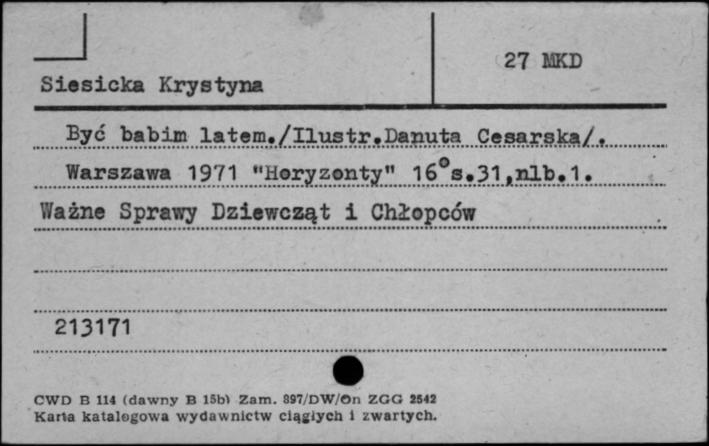 27 MKD
Siesicka Krystyna
Być babim latem./Ilustr.Danuta Cesarska/.
Warszawa 1971 "Horyzonty" 16°s.31,nlb.1.
Ważne Sprawy Dziewcząt i Chłopców
213171
CWD B 114 (dawny B 15b) Zam. 897/DW/On ZGG 2542
Karta katalogowa wydawnictw ciągłych i zwartych.